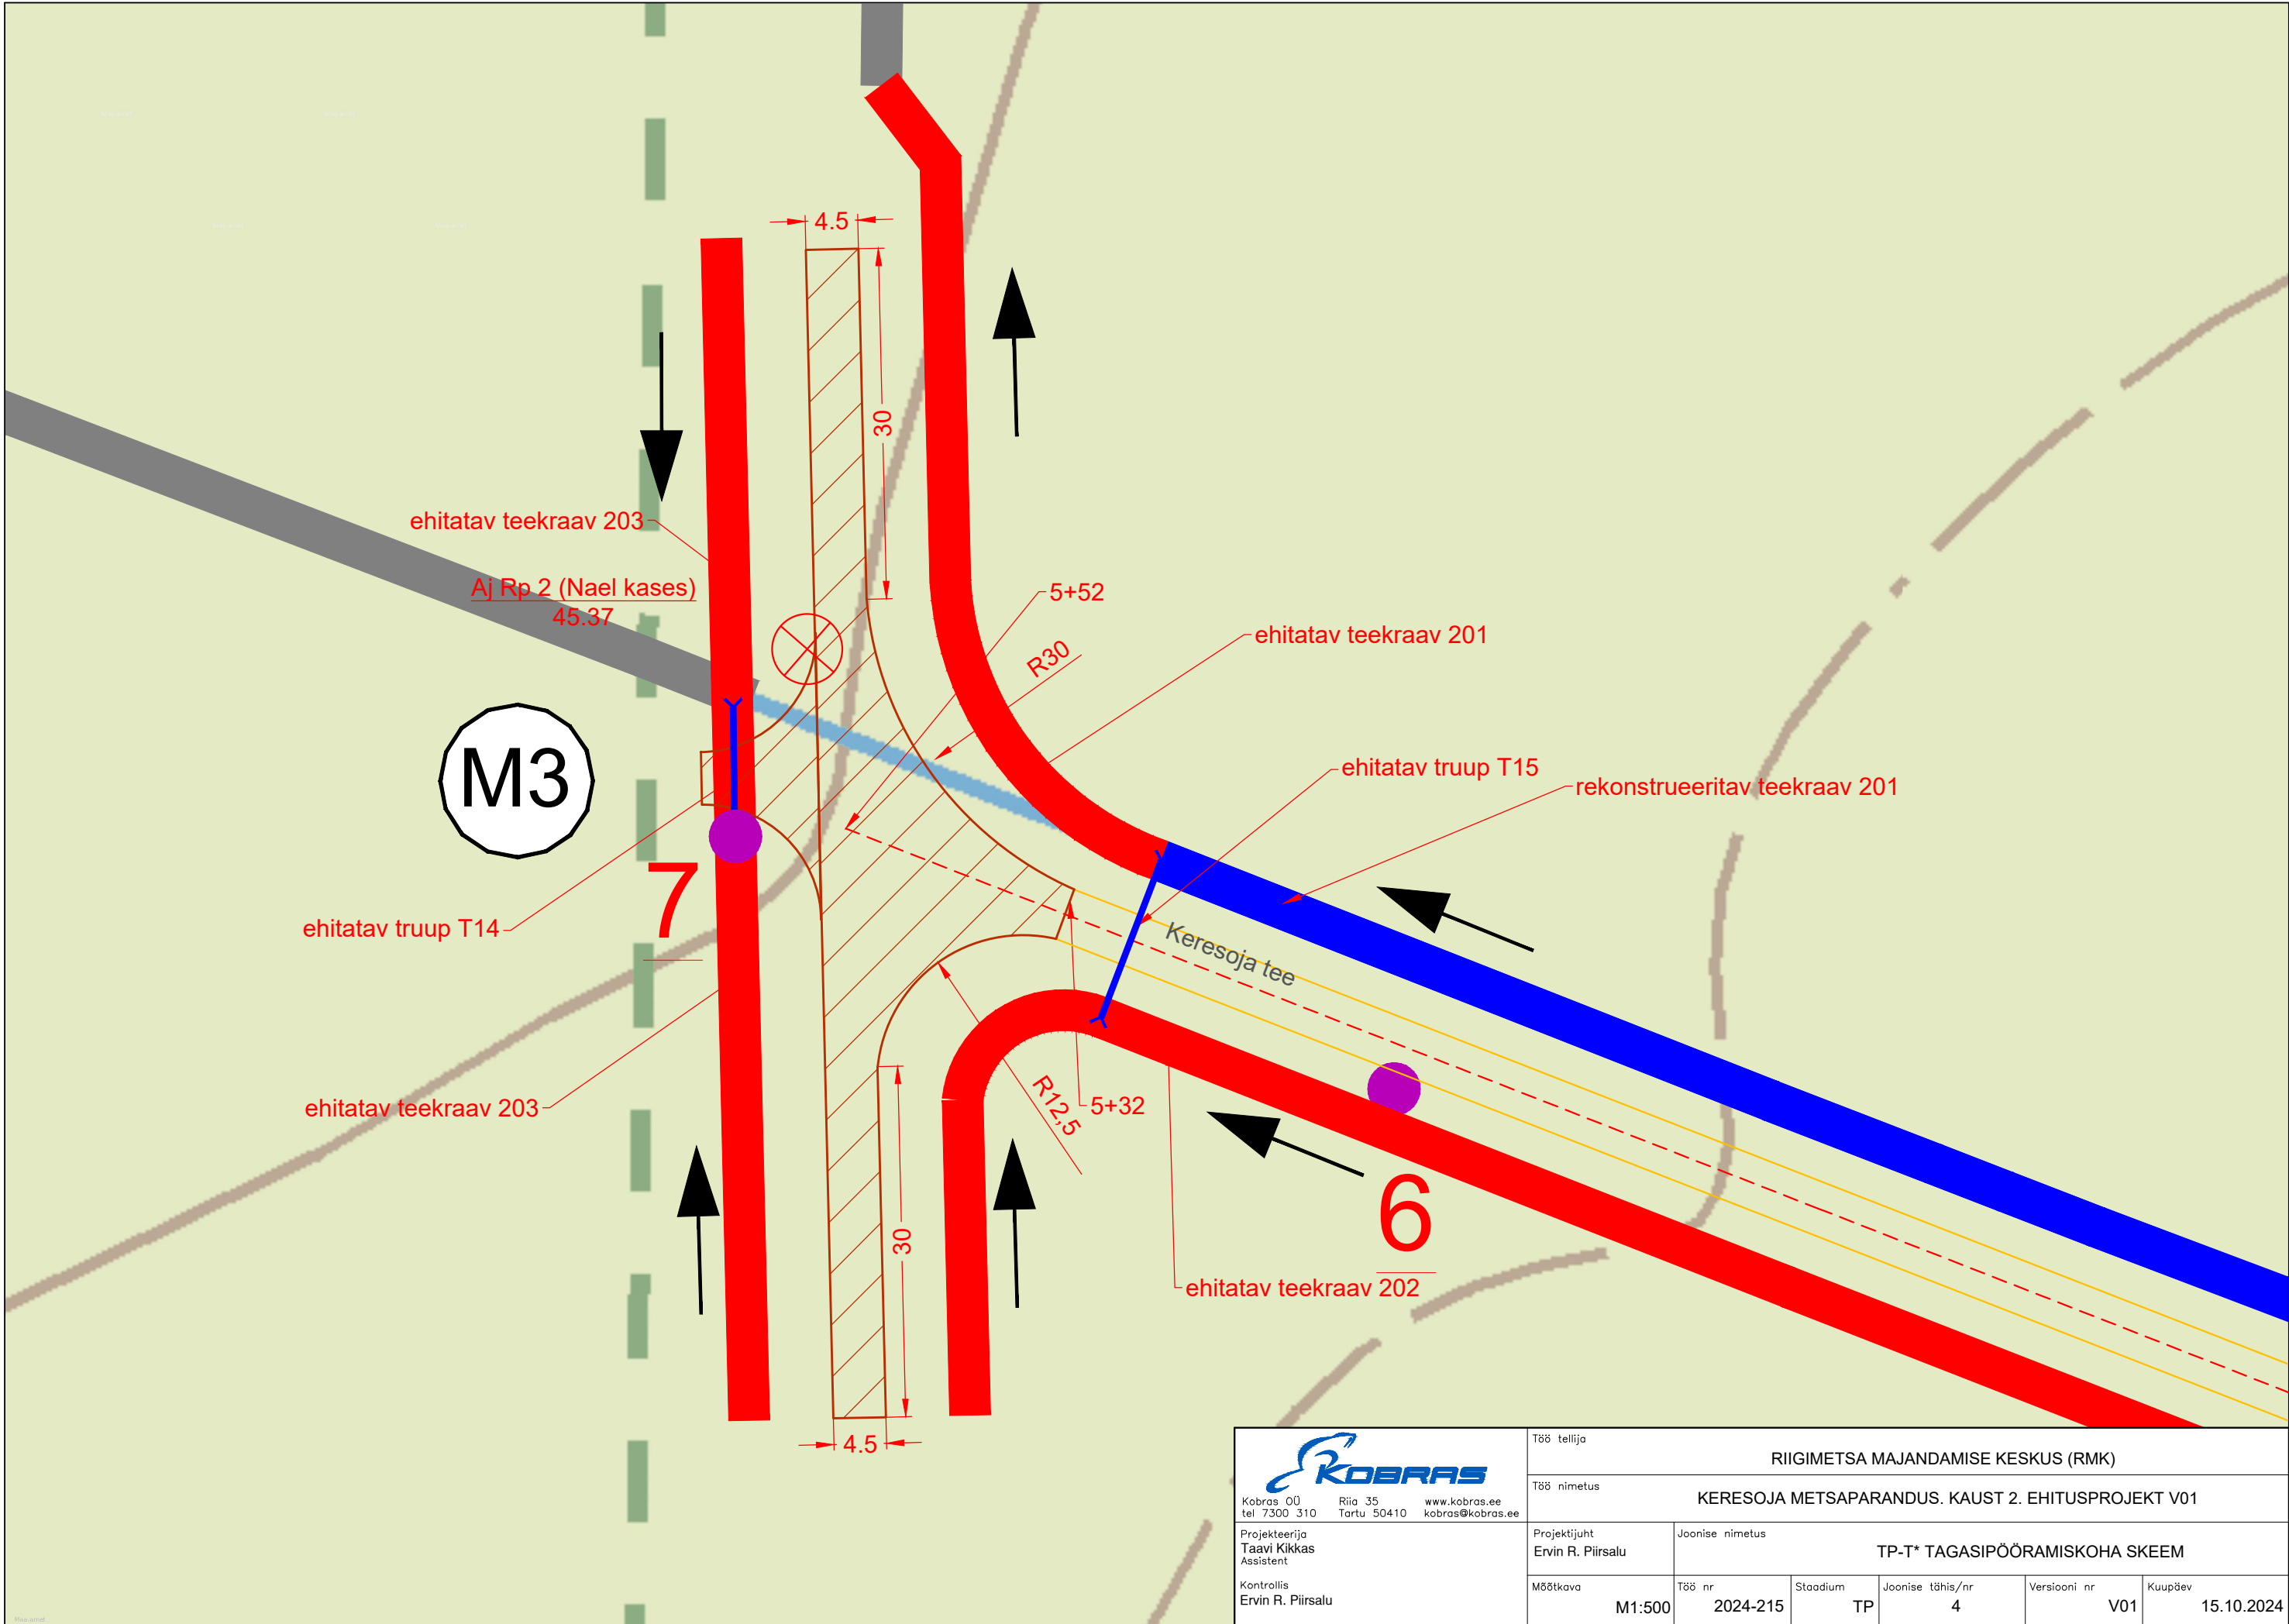 4.5
30
ehitatav teekraav 203
Aj Rp 2 (Nael kases)
45.37
5+52
R30
ehitatav teekraav 201
ehitatav truup T15
rekonstrueeritav teekraav 201
M3
7
ehitatav truup T14
Keresoja tee
ehitatav teekraav 203
R12,5
5+32
6
30
ehitatav teekraav 202
4.5
KOBRAS
Kobras OÜ Riia 35 www.kobras.ee
tel 7300 310 Tartu 50410 kobras@kobras.ee
Töö tellija
RIIGIMETSA MAJANDAMISE KESKUS (RMK)
Töö nimetus
KERESOJA METSAPARANDUS. KAUST 2. EHITUSPROJEKT V01
Projekteerija
Taavi Kikkas
Assistent
Projektijuht
Ervin R. Piirsalu
Joonise nimetus
TP-T* TAGASIPÖÖRAMISKOHA SKEEM
Kontrollis
Ervin R. Piirsalu
Mõõtkava
M1:500
Töö nr
2024-215
Staadium
TP
Joonise tähis/nr
4
Versiooni nr
V01
Kuupäev
15.10.2024